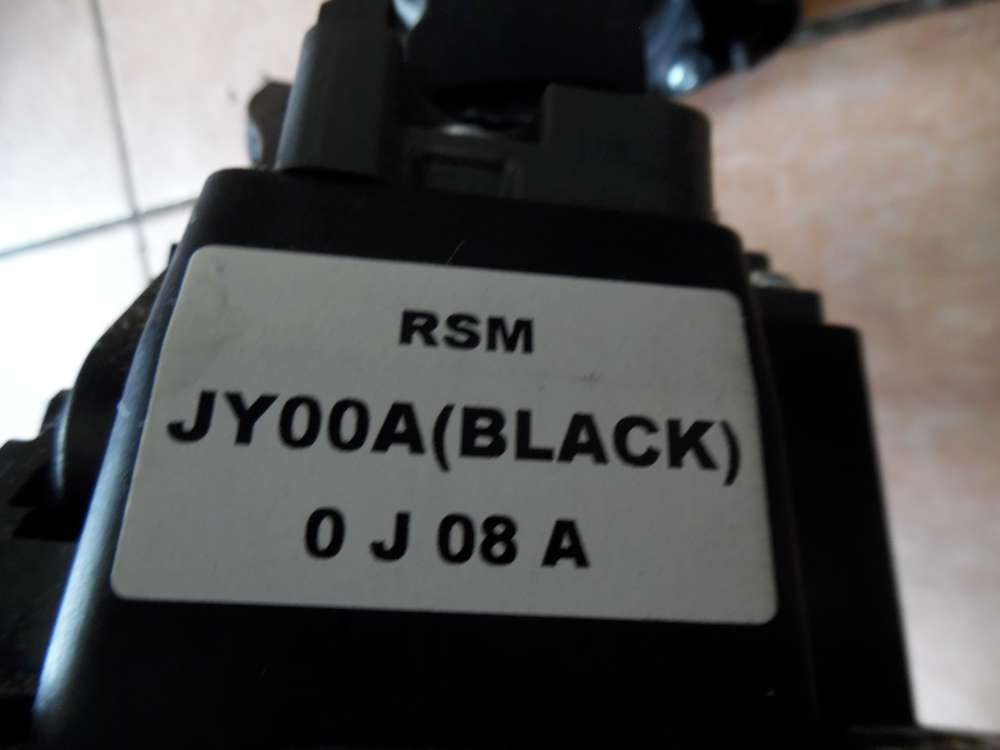 RSM
JY00A(BLACK)
0 J 08 A